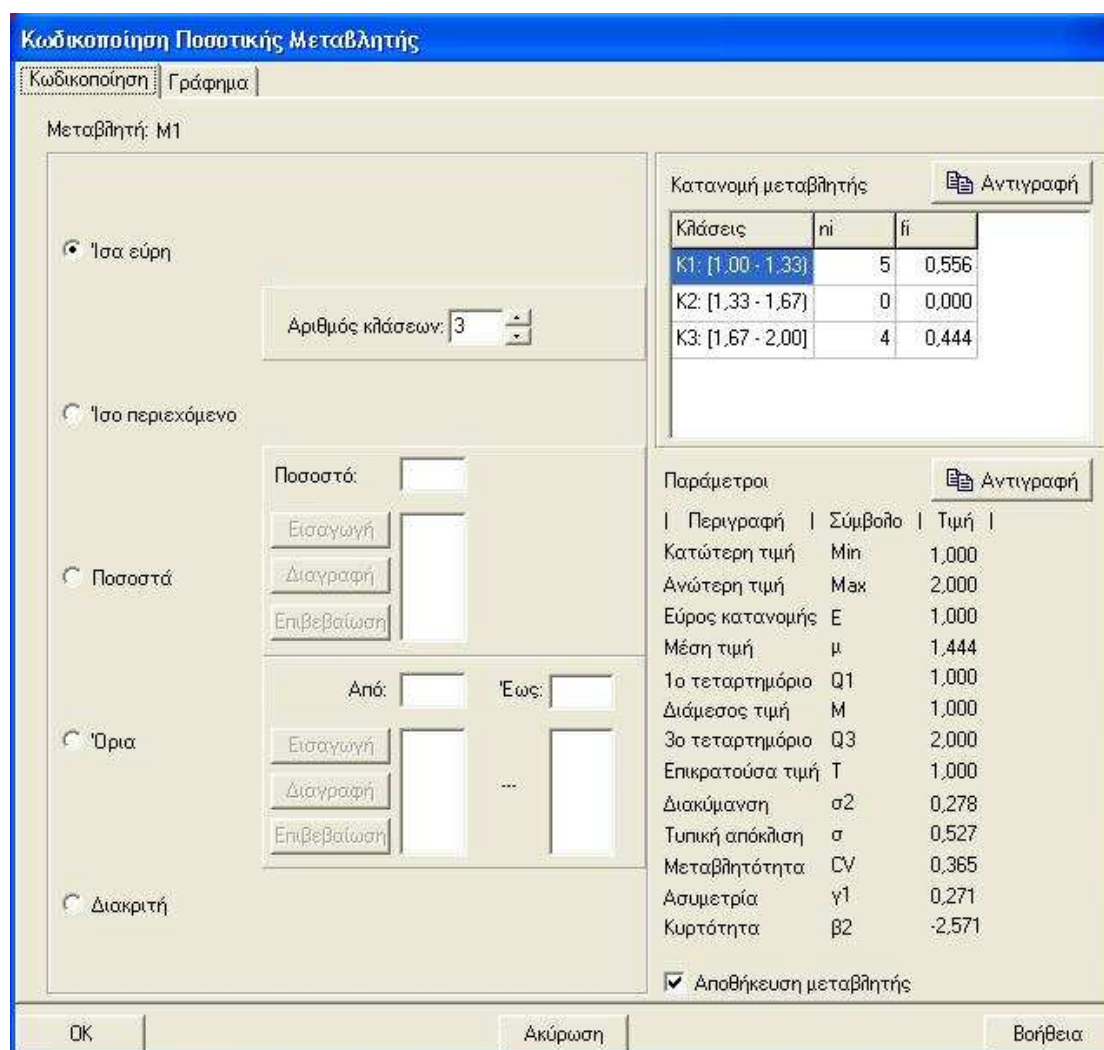 Κωδικοποίηση Ποσοτικής Μεταβλητής
Κωδικοποίηση Γράφημα
Μεταβλητή: M1
Ίσα εύρη
Αριθμός κλάσεων: 3
Ίσο περιεχόμενο
Ποσοστό:
Εισαγωγή
Διαγραφή
Επιβεβαίωση
Ποσοστά
Από: Έως:
Εισαγωγή
Διαγραφή
Επιβεβαίωση
---
Όρια
Διακριτή
Κατανομή μεταβλητής Αντιγραφή
Κλάσεις ni fi
K1: [1,00 - 1,33) 5 0,556
K2: [1,33 - 1,67) 0 0,000
K3: [1,67 - 2,00] 4 0,444
Παράμετροι Αντιγραφή
| Περιγραφή | Σύμβολο | Τιμή |
Κατώτερη τιμή Min 1,000
Ανώτερη τιμή Max 2,000
Εύρος κατανομής E 1,000
Μέση τιμή μ 1,444
1ο τεταρτημόριο Q1 1,000
Διάμεσος τιμή M 1,000
3ο τεταρτημόριο Q3 2,000
Επικρατούσα τιμή T 1,000
Διακύμανση σ2 0,278
Τυπική απόκλιση σ 0,527
Μεταβλητότητα CV 0,365
Ασυμετρία γ1 0,271
Κυρτότητα β2 -2,571
Αποθήκευση μεταβλητής
OK Ακύρωση Βοήθεια